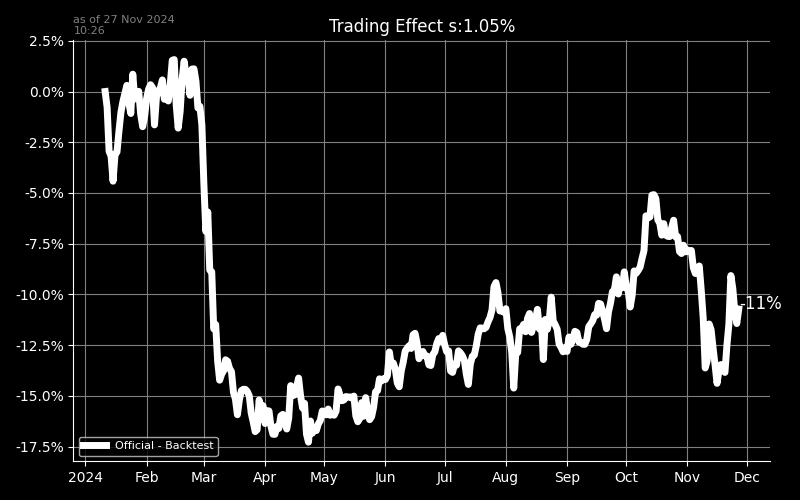 as of 27 Nov 2024
10:26
Trading Effect s:1.05%
2.5%
0.0%
-2.5%
-5.0%
-7.5%
-10.0%
-12.5%
-15.0%
-17.5%
-11%
Official - Backtest
2024 Feb Mar Apr May Jun Jul Aug Sep Oct Nov Dec